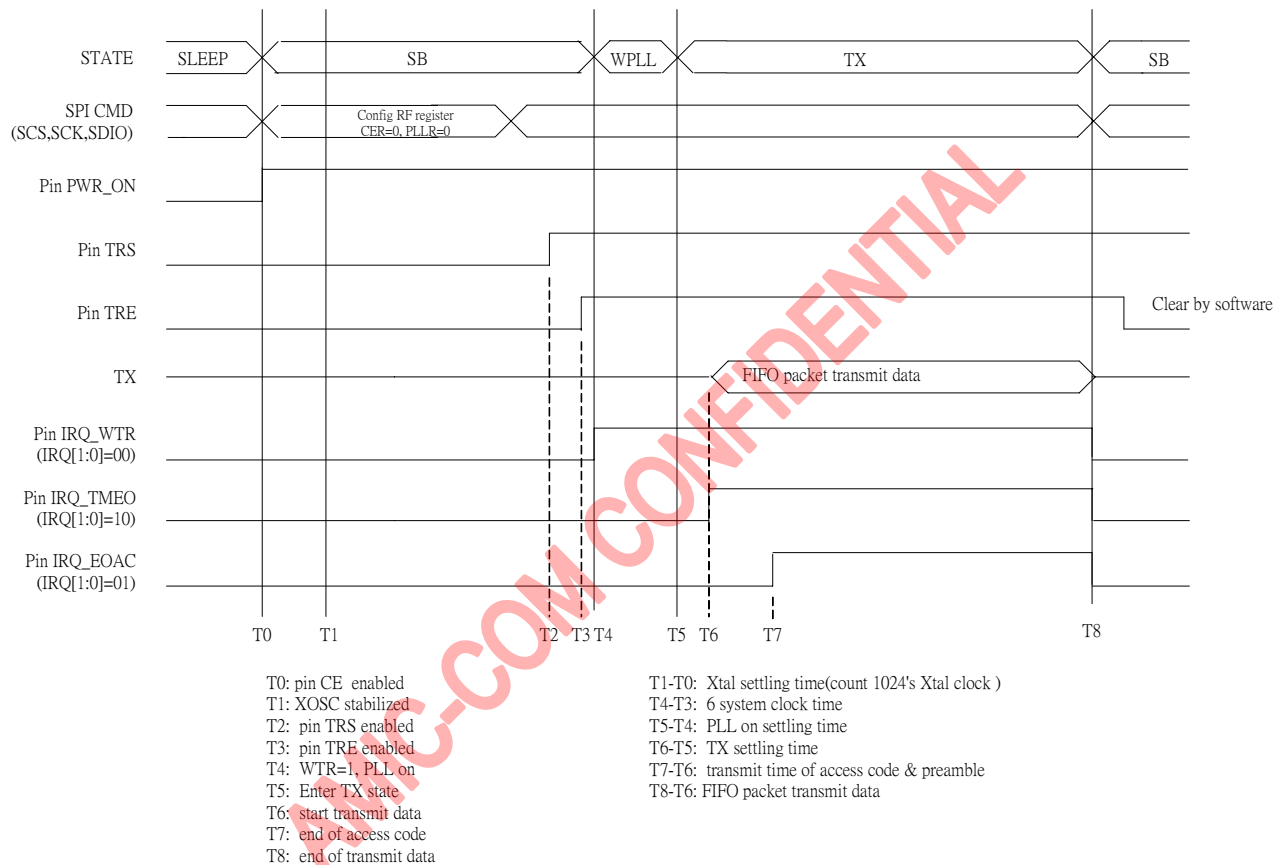 STATE SLEEP SB WPLL TX SB
SPI CMD
(SCS,SCK,SDIO)
Config RF register
CER=0, PLLR=0
Pin PWR_ON
Pin TRS
Pin TRE
Clear by software
TX FIFO packet transmit data
Pin IRQ_WTR
(IRQ[1:0]=00)
Pin IRQ_TMEO
(IRQ[1:0]=10)
Pin IRQ_EOAC
(IRQ[1:0]=01)
T0 T1 T2 T3 T4 T5 T6 T7 T8
T0: pin CE enabled
T1: XOSC stabilized
T2: pin TRS enabled
T3: pin TRE enabled
T4: WTR=1, PLL on
T5: Enter TX state
T6: start transmit data
T7: end of access code
T8: end of transmit data
T1-T0: Xtal settling time(count 1024's Xtal clock )
T4-T3: 6 system clock time
T5-T4: PLL on settling time
T6-T5: TX settling time
T7-T6: transmit time of access code & preamble
T8-T6: FIFO packet transmit data
AMIC-COM CONFIDENTIAL